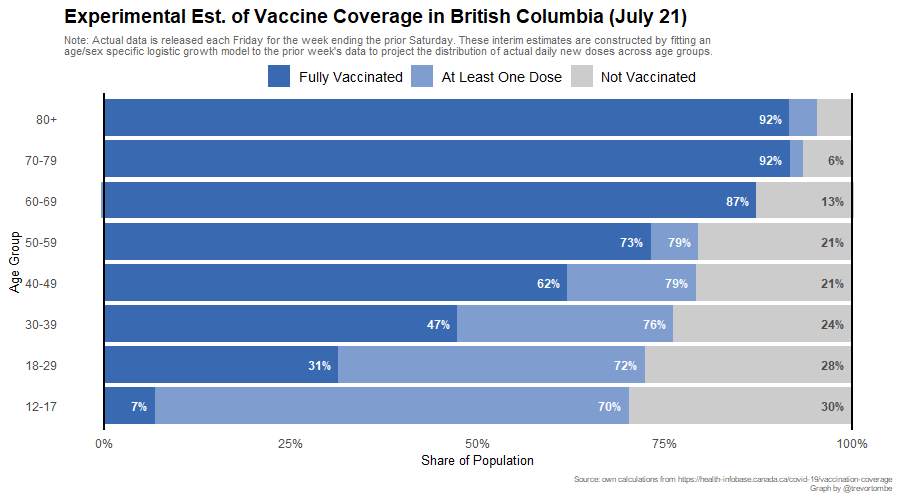 Experimental Est. of Vaccine Coverage in British Columbia (July 21)
Note: Actual data is released each Friday for the week ending the prior Saturday. These interim estimates are constructed by fitting an
age/sex specific logistic growth model to the prior week's data to project the distribution of actual daily new doses across age groups.
Fully Vaccinated At Least One Dose Not Vaccinated
80+ 92%
70-79 92% 6%
60-69 87% 13%
50-59 73% 79% 21%
40-49 62% 79% 21%
30-39 47% 76% 24%
18-29 31% 72% 28%
12-17 7% 70% 30%
Age Group
0% 25% 50% 75% 100%
Share of Population
Source: own calculations from https://health-infobase.canada.ca/covid-19/vaccination-coverage
Graph by @trevortombe